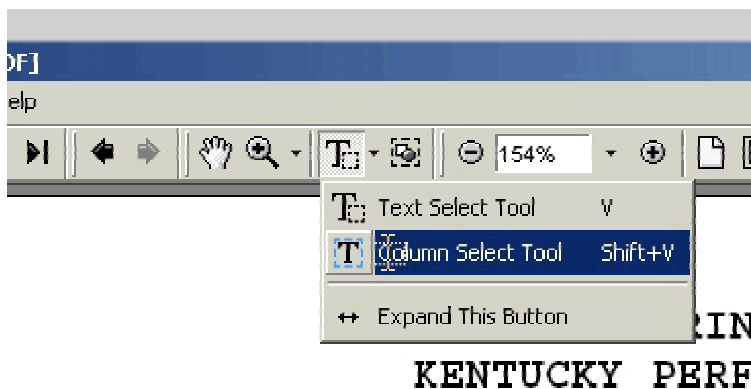 DF]
elp
154%
Text Select Tool V
Column Select Tool Shift+V
Expand This Button
RIN
KENTUCKY PERF